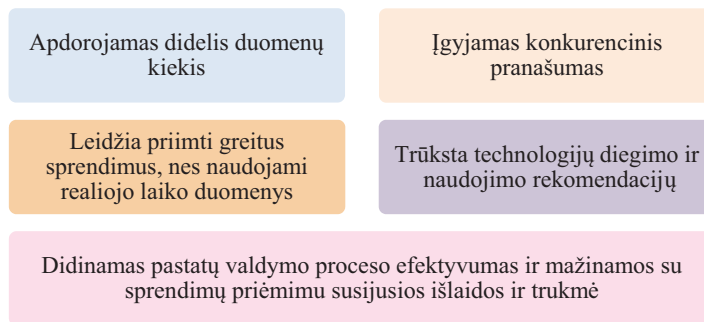 Apdorojamas didelis duomenų
kiekis
Įgyjamas konkurencinis
pranašumas
Leidžia priimti greitus
sprendimus, nes naudojami
realiojo laiko duomenys
Trūksta technologijų diegimo ir
naudojimo rekomendacijų
Didinamas pastatų valdymo proceso efektyvumas ir mažinamos su
sprendimų priėmimu susijusios išlaidos ir trukmė